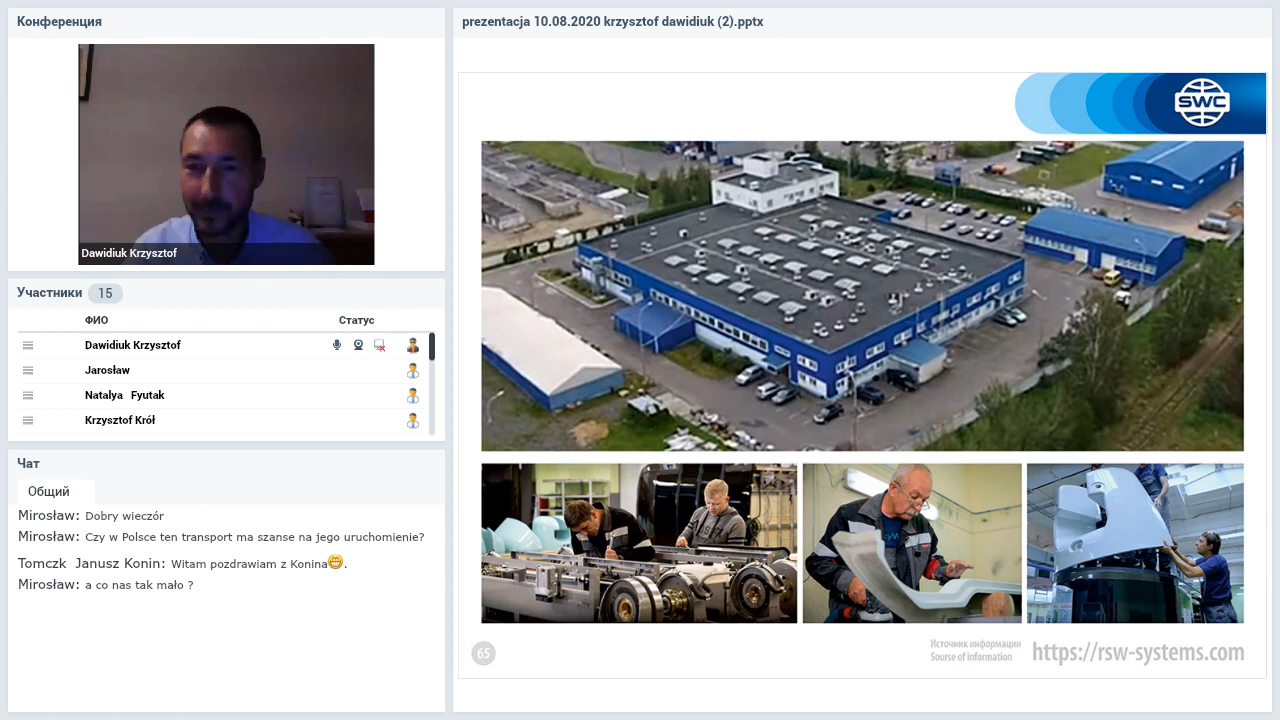 Конференция
Dawidiuk Krzysztof
Участники 15
ФИО Статус
Dawidiuk Krzysztof
Jarosław
Natalya Fyutak
Krzysztof Król
Чат
Общий
Mirosław: Dobry wieczór
Mirosław: Czy w Polsce ten transport ma szanse na jego uruchomienie?
Tomczk Janusz Konin: Witam pozdrawiam z Konina😁.
Mirosław: a co nas tak mało ?
prezentacja 10.08.2020 krzysztof dawidiuk (2).pptx
SWC
65
Источник информации
Sourse of information
https://rsw-systems.com